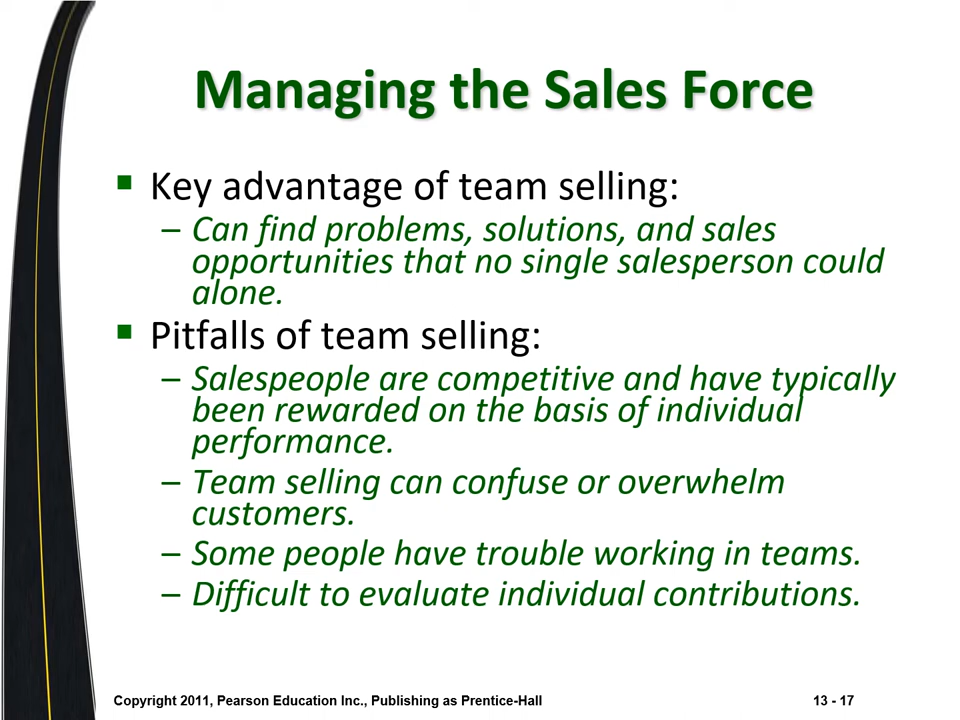 Managing the Sales Force
▪ Key advantage of team selling:
– Can find problems, solutions, and sales
opportunities that no single salesperson could
alone.
▪ Pitfalls of team selling:
– Salespeople are competitive and have typically
been rewarded on the basis of individual
performance.
– Team selling can confuse or overwhelm
customers.
– Some people have trouble working in teams.
– Difficult to evaluate individual contributions.
Copyright 2011, Pearson Education Inc., Publishing as Prentice-Hall
13 - 17